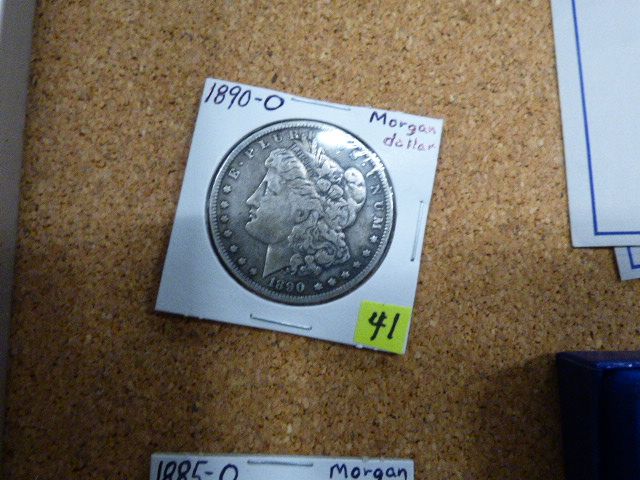 1890-O
Morgan
dollar
E·PLURIBUS UNUM
1890
41
1885-O Morgan